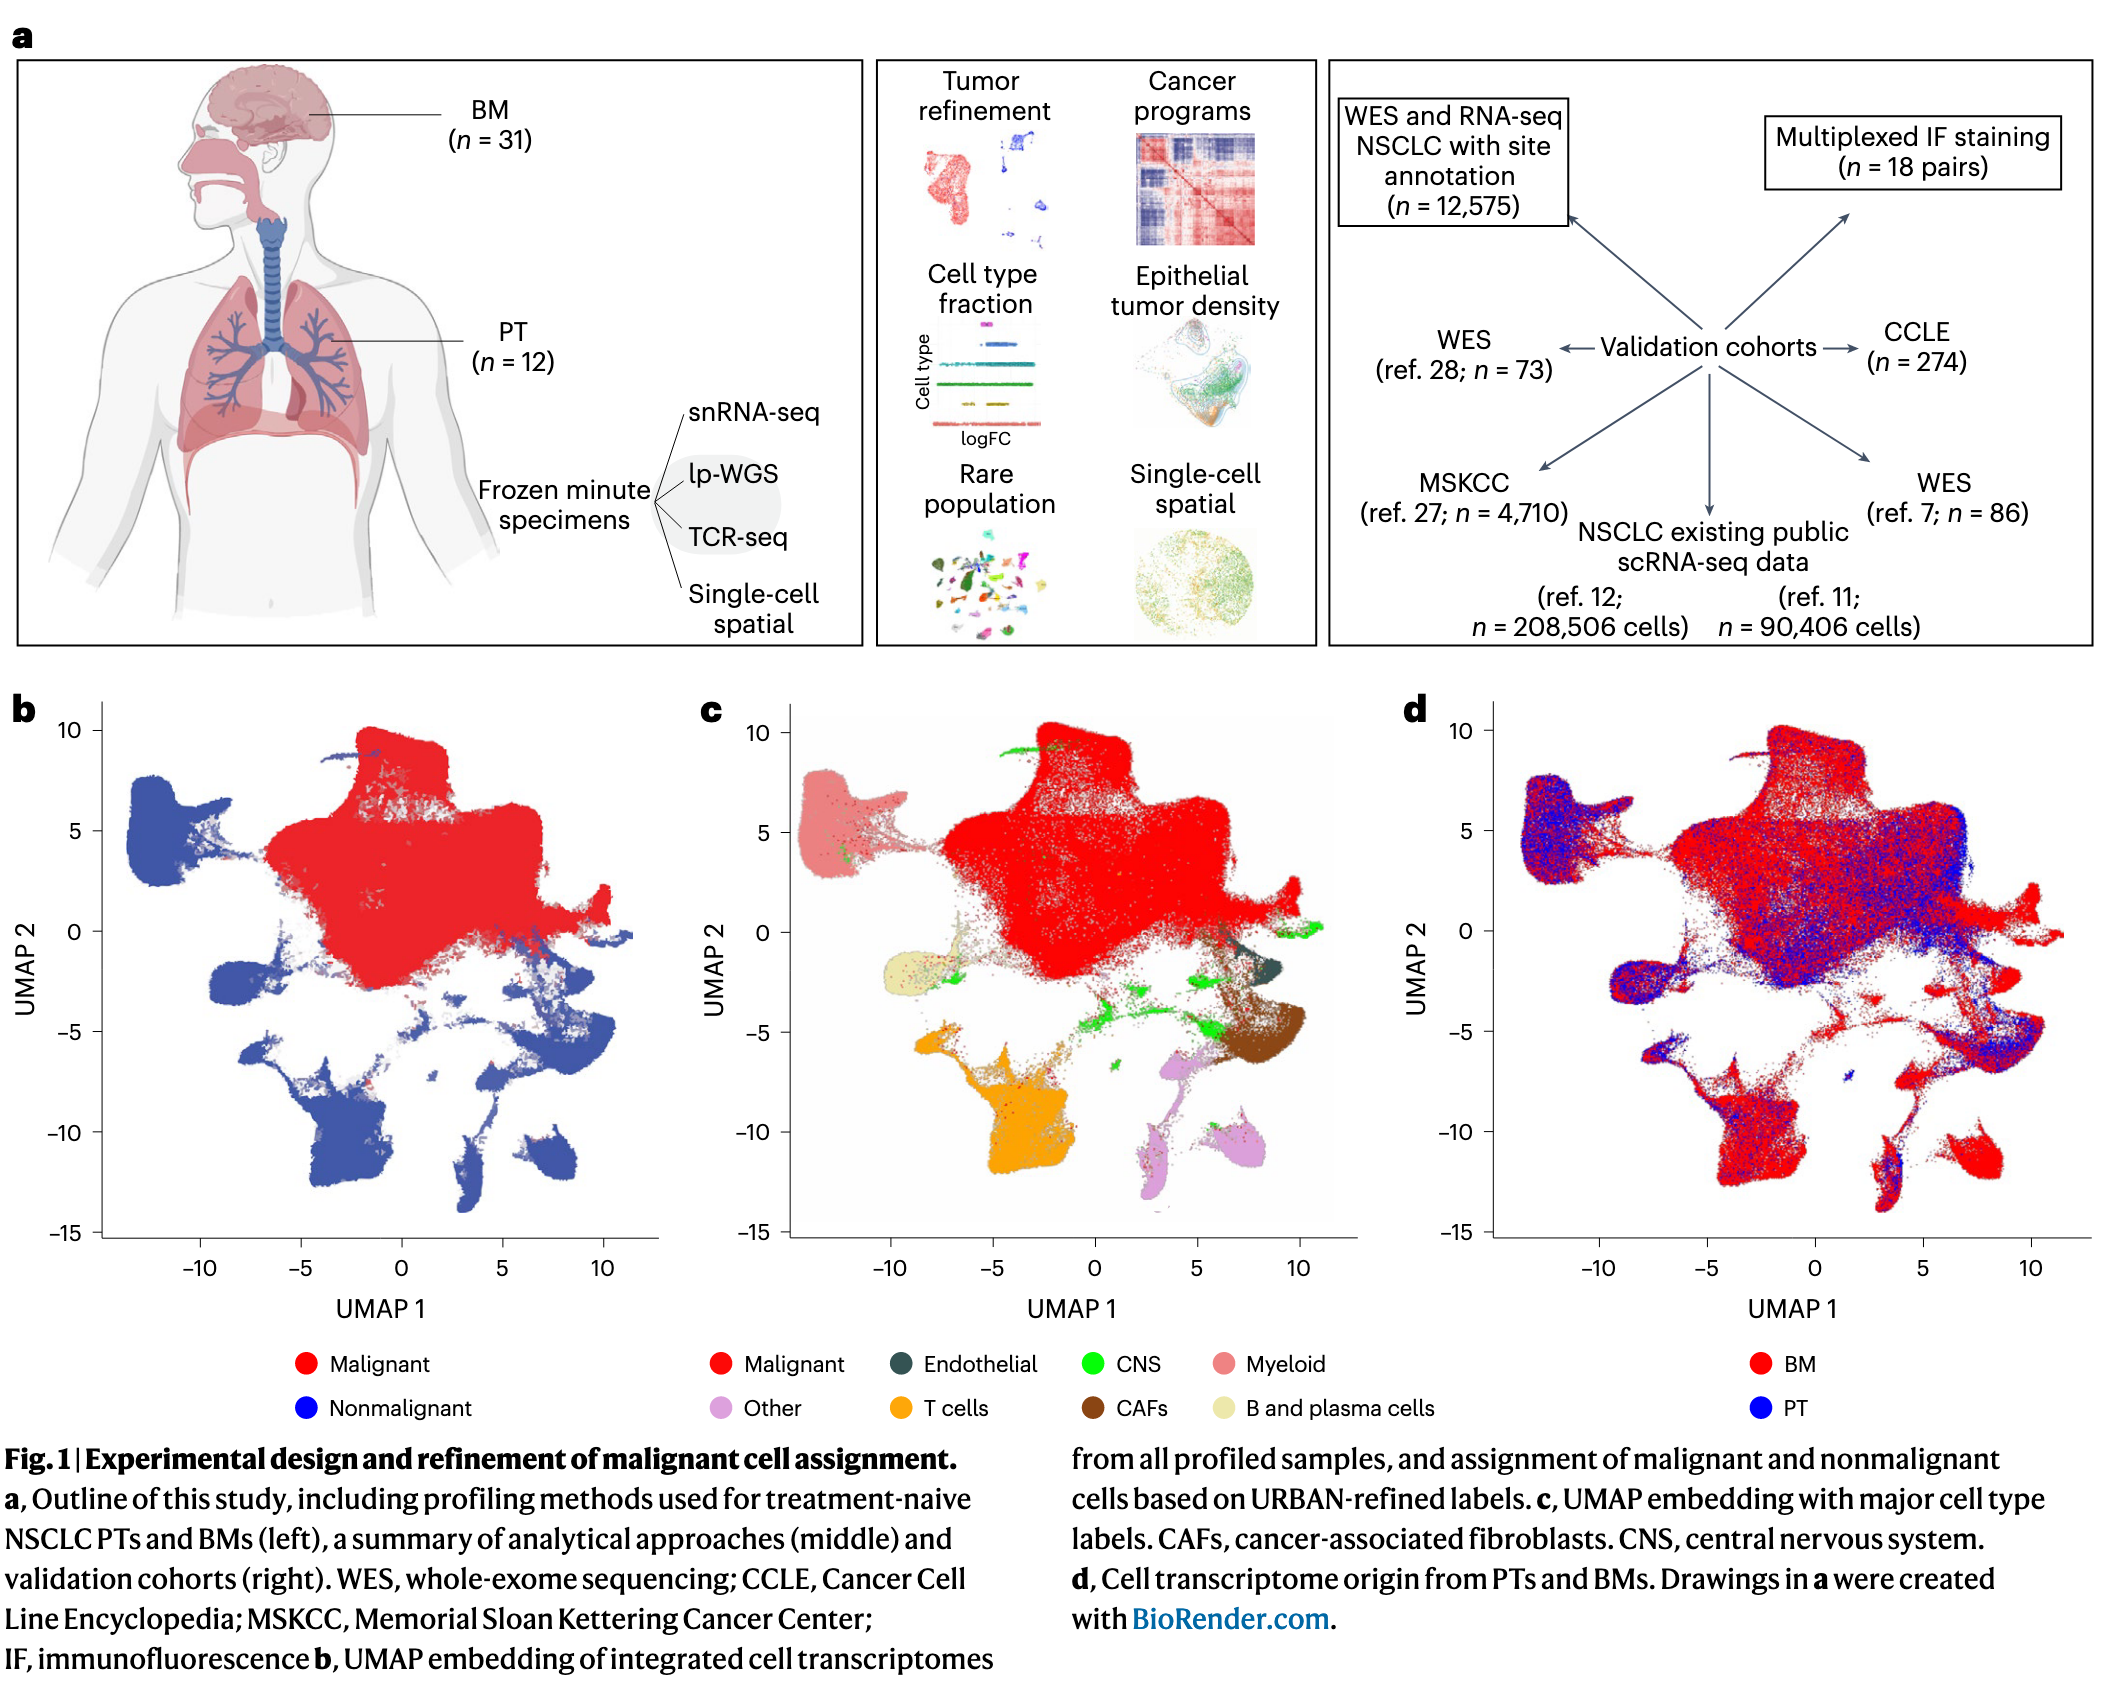 a
BM
(n = 31)
PT
(n = 12)
Frozen minute
specimens
snRNA-seq
lp-WGS
TCR-seq
Single-cell
spatial
Tumor
refinement
Cancer
programs
Cell type
fraction
Cell type
logFC
Epithelial
tumor density
Rare
population
Single-cell
spatial
WES and RNA-seq
NSCLC with site
annotation
(n = 12,575)
Multiplexed IF staining
(n = 18 pairs)
WES
(ref. 28; n = 73)
Validation cohorts
CCLE
(n = 274)
MSKCC
(ref. 27; n = 4,710)
WES
(ref. 7; n = 86)
NSCLC existing public
scRNA-seq data
(ref. 12;
n = 208,506 cells)
(ref. 11;
n = 90,406 cells)
b
10
5
0
−5
−10
−15
UMAP 2
−10 −5 0 5 10
UMAP 1
Malignant
Nonmalignant
c
10
5
0
−5
−10
−15
UMAP 2
−10 −5 0 5 10
UMAP 1
Malignant Endothelial CNS Myeloid
Other T cells CAFs B and plasma cells
d
10
5
0
−5
−10
−15
UMAP 2
−10 −5 0 5 10
UMAP 1
BM
PT
Fig. 1 | Experimental design and refinement of malignant cell assignment.
a, Outline of this study, including profiling methods used for treatment-naive
NSCLC PTs and BMs (left), a summary of analytical approaches (middle) and
validation cohorts (right). WES, whole-exome sequencing; CCLE, Cancer Cell
Line Encyclopedia; MSKCC, Memorial Sloan Kettering Cancer Center;
IF, immunofluorescence b, UMAP embedding of integrated cell transcriptomes
from all profiled samples, and assignment of malignant and nonmalignant
cells based on URBAN-refined labels. c, UMAP embedding with major cell type
labels. CAFs, cancer-associated fibroblasts. CNS, central nervous system.
d, Cell transcriptome origin from PTs and BMs. Drawings in a were created
with BioRender.com.